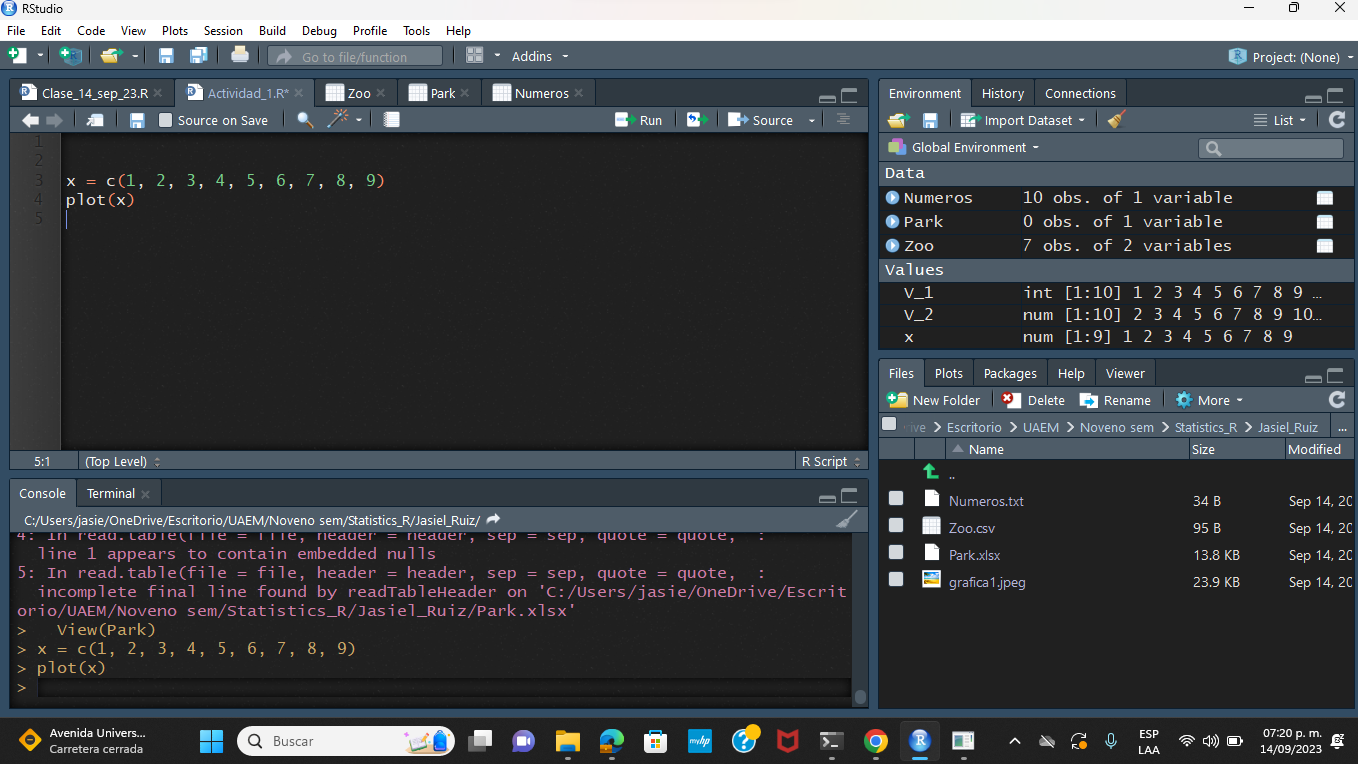 RStudio
File Edit Code View Plots Session Build Debug Profile Tools Help
Go to file/function Addins Project: (None)
Clase_14_sep_23.R Actividad_1.R* Zoo Park Numeros
Source on Save Run Source
1
2
3 x = c(1, 2, 3, 4, 5, 6, 7, 8, 9)
4 plot(x)
5
5:1 (Top Level) R Script
Console Terminal
C:/Users/jasie/OneDrive/Escritorio/UAEM/Noveno sem/Statistics_R/Jasiel_Ruiz/
4: In read.table(file = file, header = header, sep = sep, quote = quote, :
line 1 appears to contain embedded nulls
5: In read.table(file = file, header = header, sep = sep, quote = quote, :
incomplete final line found by readTableHeader on 'C:/Users/jasie/OneDrive/Escrit
orio/UAEM/Noveno sem/Statistics_R/Jasiel_Ruiz/Park.xlsx'
> View(Park)
> x = c(1, 2, 3, 4, 5, 6, 7, 8, 9)
> plot(x)
>
Environment History Connections
Import Dataset List
Global Environment
Data
Numeros 10 obs. of 1 variable
Park 0 obs. of 1 variable
Zoo 7 obs. of 2 variables
Values
V_1 int [1:10] 1 2 3 4 5 6 7 8 9 ...
V_2 num [1:10] 2 3 4 5 6 7 8 9 10...
x num [1:9] 1 2 3 4 5 6 7 8 9
Files Plots Packages Help Viewer
New Folder Delete Rename More
ive > Escritorio > UAEM > Noveno sem > Statistics_R > Jasiel_Ruiz ...
Name Size Modified
..
Numeros.txt 34 B Sep 14, 20
Zoo.csv 95 B Sep 14, 20
Park.xlsx 13.8 KB Sep 14, 20
grafica1.jpeg 23.9 KB Sep 14, 20
Avenida Univers...
Carretera cerrada
Buscar
myhp
ESP
LAA
07:20 p. m.
14/09/2023